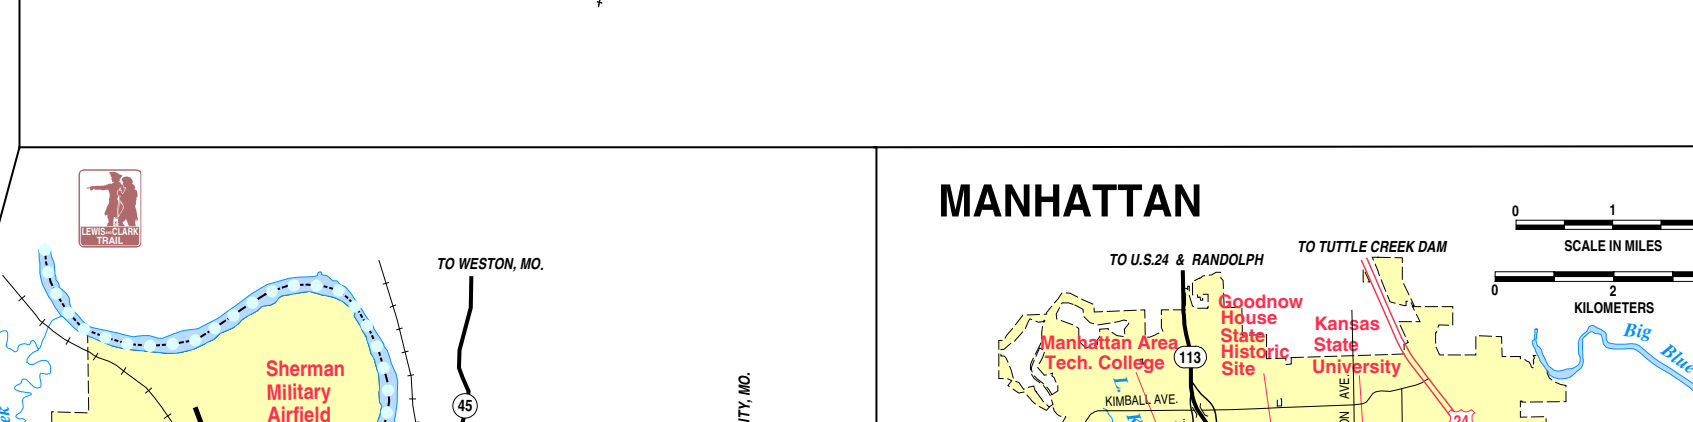 MANHATTAN
LEWIS AND CLARK
TRAIL
TO WESTON, MO.
TO U.S.24 & RANDOLPH
TO TUTTLE CREEK DAM
0 1
SCALE IN MILES
0 2
KILOMETERS
Goodnow
House
State
Historic
Site
Kansas
State
University
Manhattan Area
Tech. College
113
Big
Blue
Sherman
Military
Airfield
45
KIMBALL AVE.
AVE.
24
L.